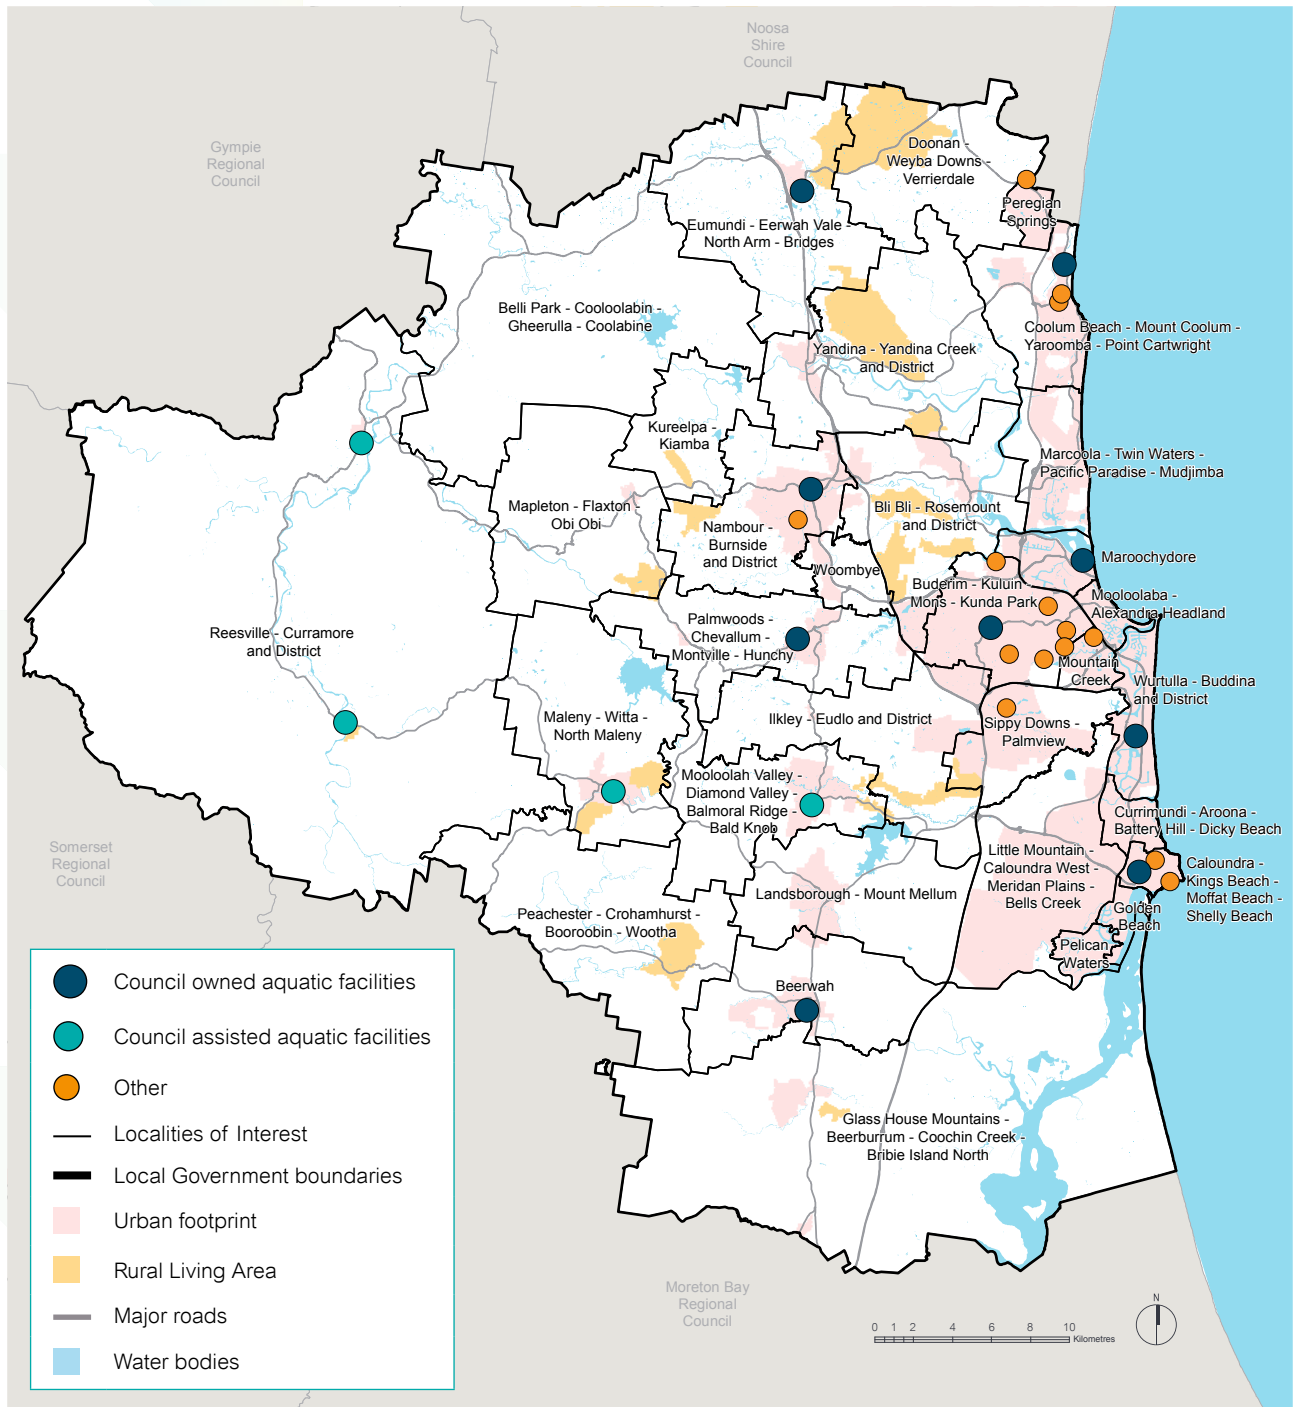 Noosa
Shire
Council
Gympie
Regional
Council
Doonan -
Weyba Downs -
Verrierdale
Peregian
Springs
Eumundi - Eerwah Vale -
North Arm - Bridges
Belli Park - Cooloolabin -
Gheerulla - Coolabine
Coolum Beach - Mount Coolum -
Yaroomba - Point Cartwright
Yandina - Yandina Creek
and District
Kureelpa -
Kiamba
Marcoola - Twin Waters -
Pacific Paradise - Mudjimba
Mapleton - Flaxton -
Obi Obi
Bli Bli - Rosemount
and District
Nambour -
Burnside
and District
Woombye
Maroochydore
Buderim - Kuluin -
Mons - Kunda Park
Mooloolaba -
Alexandra Headland
Reesville - Curramore
and District
Palmwoods -
Chevallum -
Montville - Hunchy
Mountain
Creek
Wurtulla - Buddina
and District
Maleny - Witta -
North Maleny
Ilkley - Eudlo and District
Sippy Downs -
Palmview
Mooloolah Valley -
Diamond Valley -
Balmoral Ridge -
Bald Knob
Currimundi - Aroona -
Battery Hill - Dicky Beach
Somerset
Regional
Council
Little Mountain -
Caloundra West -
Meridan Plains -
Bells Creek
Caloundra -
Kings Beach -
Moffat Beach -
Shelly Beach
Landsborough - Mount Mellum
Golden
Beach
Peachester - Crohamhurst -
Booroobin - Wootha
Pelican
Waters
Beerwah
Glass House Mountains -
Beerburrum - Coochin Creek -
Bribie Island North
Moreton Bay
Regional
Council
Council owned aquatic facilities
Council assisted aquatic facilities
Other
Localities of Interest
Local Government boundaries
Urban footprint
Rural Living Area
Major roads
Water bodies
N
0 1 2 4 6 8 10
Kilometres